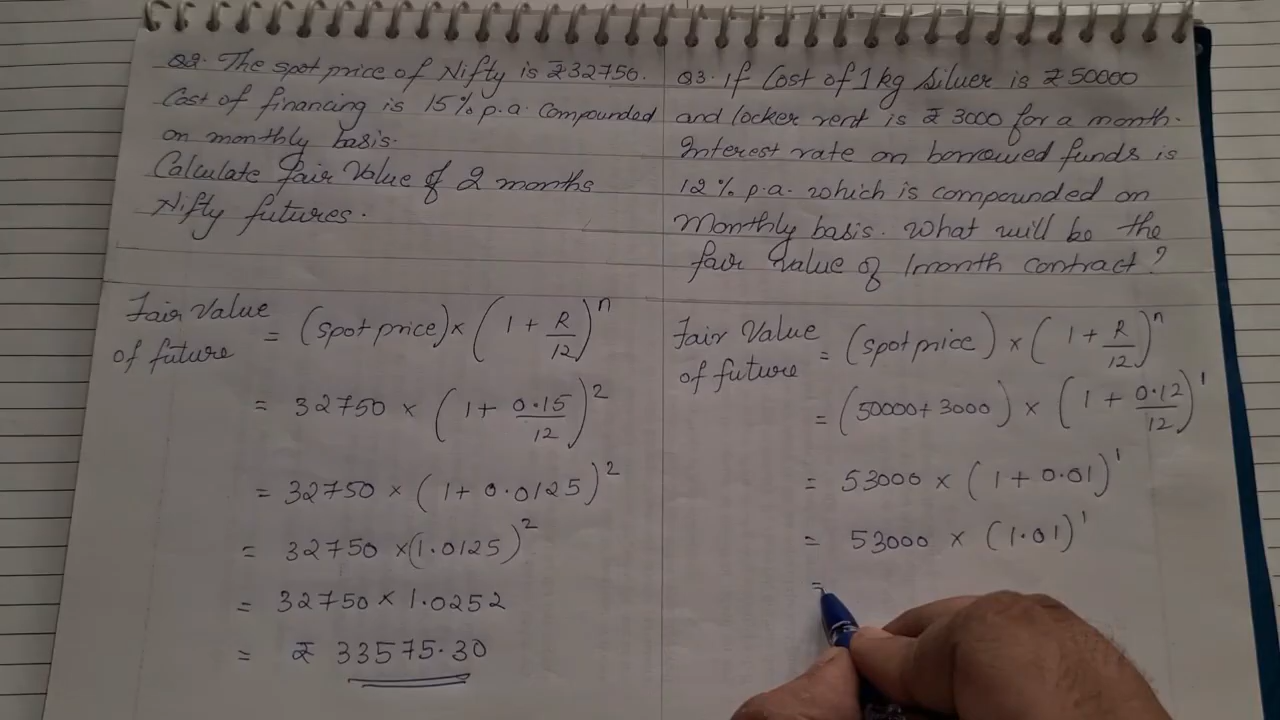 Q2. The spot price of Nifty is ₹32750.
Cost of financing is 15% p.a. compounded
on monthly basis.
Calculate fair value of 2 months
Nifty futures.
Fair Value of future = (spot price) × (1 + R/12)^n
= 32750 × (1 + 0.15/12)^2
= 32750 × (1 + 0.0125)^2
= 32750 × (1.0125)^2
= 32750 × 1.0252
= ₹ 33575.30
Q3. If Cost of 1kg Silver is ₹50000
and locker rent is ₹ 3000 for a month.
Interest rate on borrowed funds is
12% p.a. which is compounded on
Monthly basis. What will be the
fair value of 1month contract?
Fair Value of future = (spot price) × (1 + R/12)^n
= (50000 + 3000) × (1 + 0.12/12)^1
= 53000 × (1 + 0.01)^1
= 53000 × (1.01)^1
=